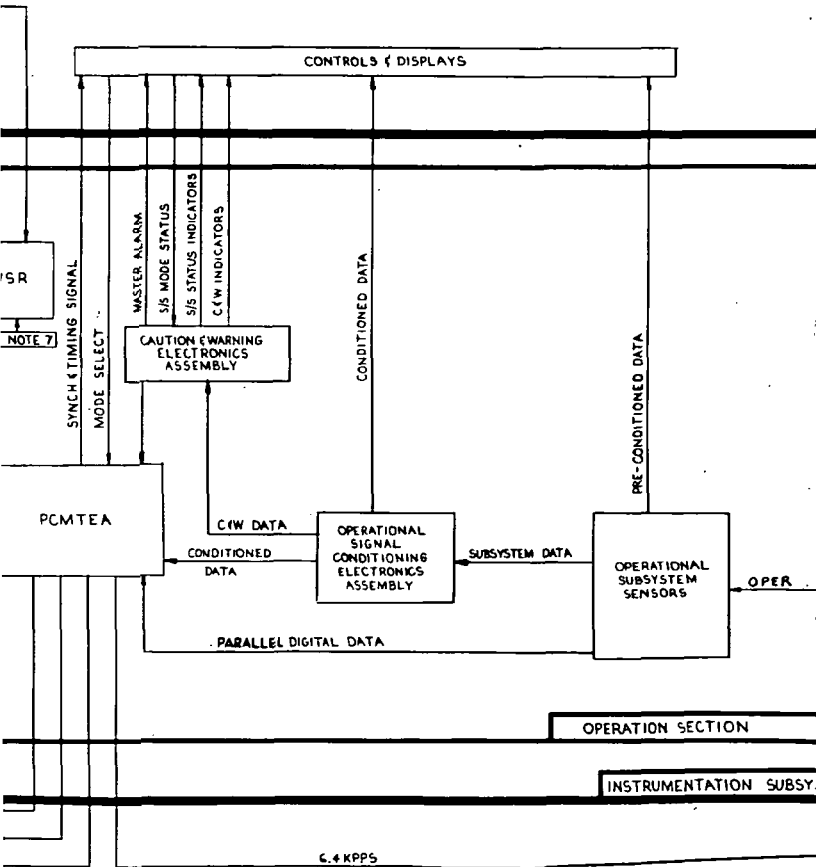 CONTROLS & DISPLAYS
SYNCH & TIMING SIGNAL
MODE SELECT
MASTER ALARM
S/S MODE STATUS
S/S STATUS INDICATORS
C&W INDICATORS
CONDITIONED DATA
PRE-CONDITIONED DATA
/SR
NOTE 7
CAUTION & WARNING
ELECTRONICS
ASSEMBLY
PCMTEA
C&W DATA
CONDITIONED
DATA
OPERATIONAL
SIGNAL
CONDITIONING
ELECTRONICS
ASSEMBLY
SUBSYSTEM DATA
OPERATIONAL
SUBSYSTEM
SENSORS
OPER
PARALLEL DIGITAL DATA
OPERATION SECTION
INSTRUMENTATION SUBSY
6.4 KPPS